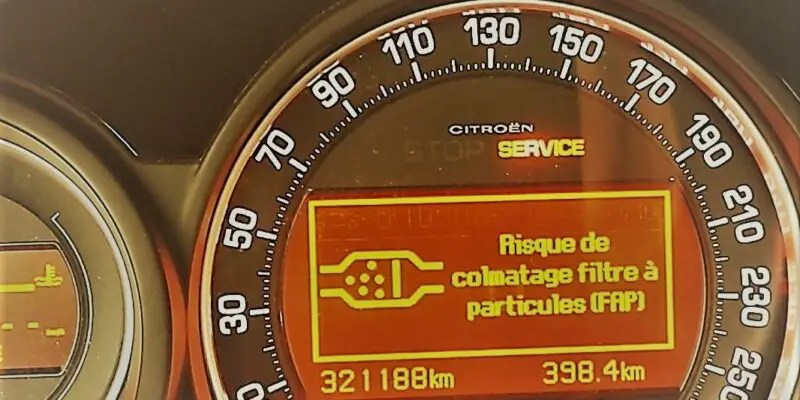 110
130
150
90
170
70
190
CITROËN
STOP SERVICE
50
210
Risque de
colmatage filtre à
particules (FAP)
30
230
250
321188km
398.4km